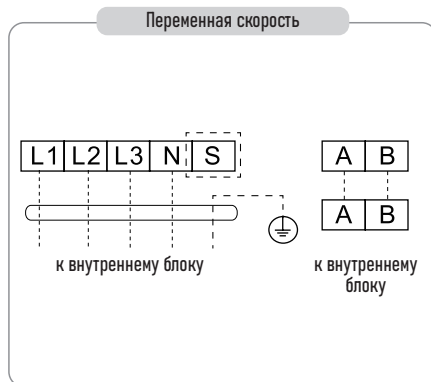 Переменная скорость
L1 L2 L3 N S
A B
A B
к внутреннему блоку
к внутреннему
блоку